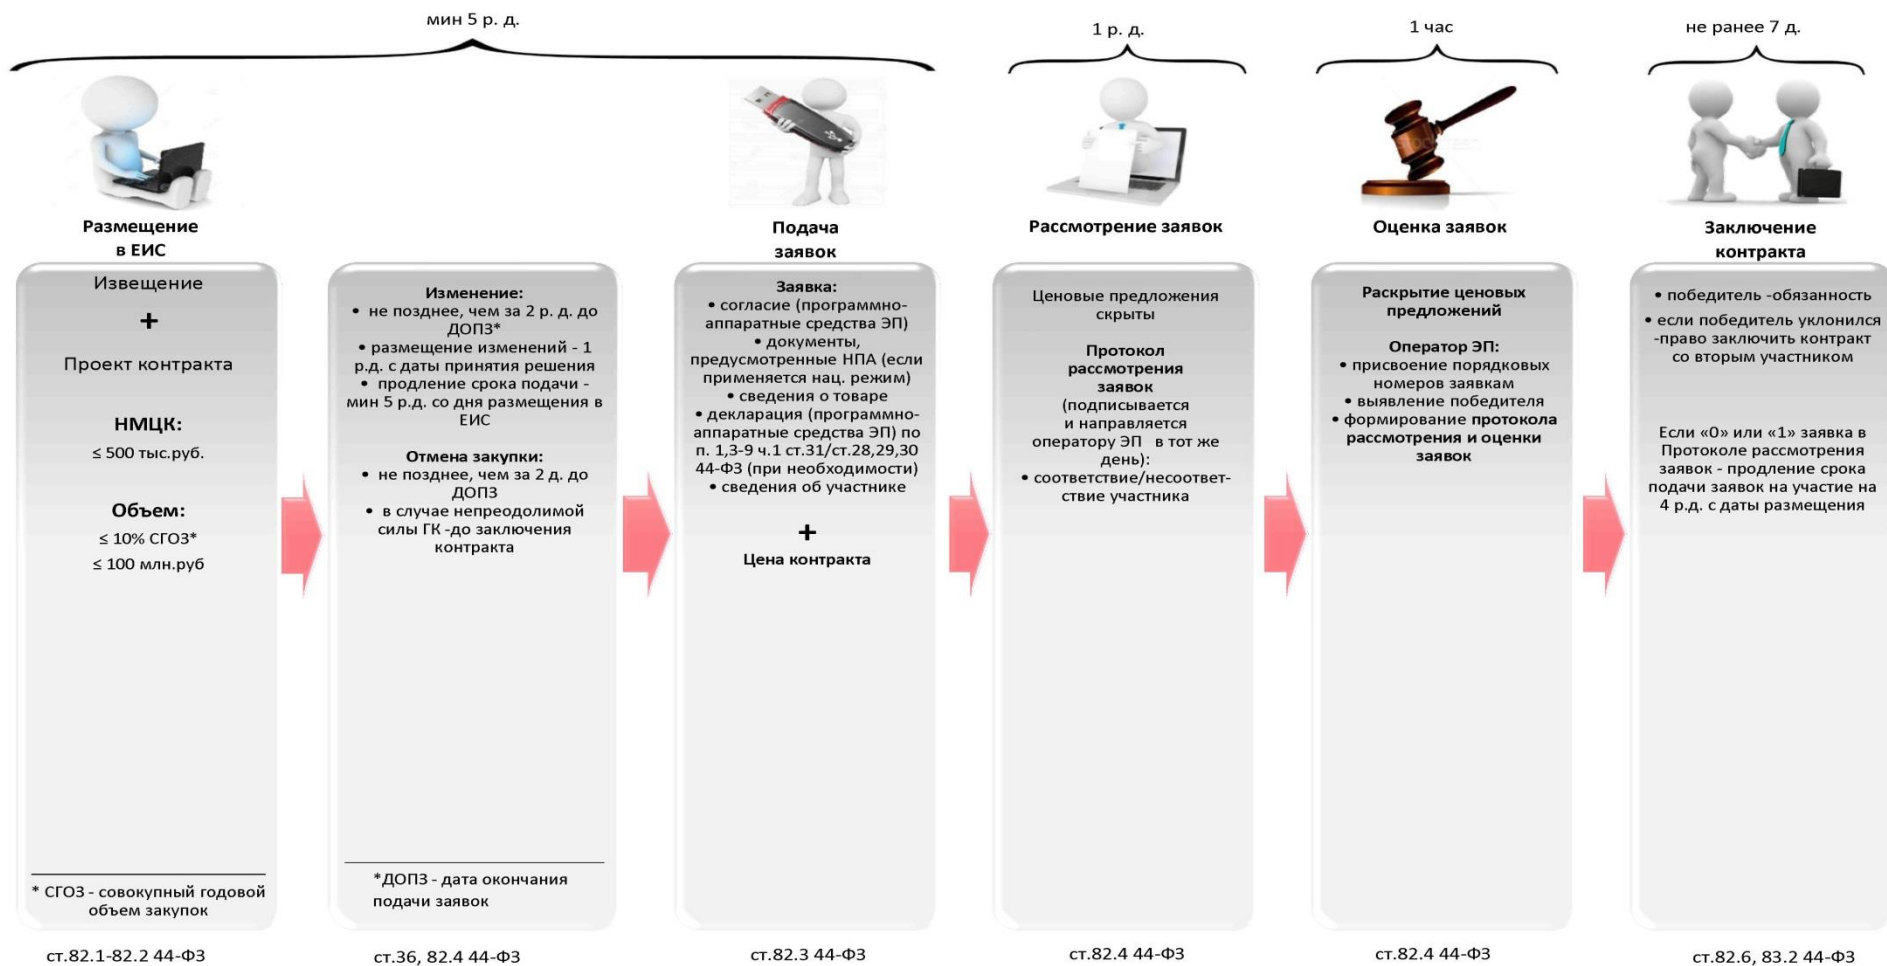 мин 5 р. д.
1 р. д.
1 час
не ранее 7 д.
Размещение
в ЕИС
Извещение
+
Проект контракта
НМЦК:
≤ 500 тыс.руб.
Объем:
≤ 10% СГОЗ*
≤ 100 млн.руб
* СГОЗ - совокупный годовой
объем закупок
ст.82.1-82.2 44-ФЗ
Изменение:
• не позднее, чем за 2 р. д. до
ДОПЗ*
• размещение изменений - 1
р.д. с даты принятия решения
• продление срока подачи -
мин 5 р.д. со дня размещения в
ЕИС
Отмена закупки:
• не позднее, чем за 2 д. до
ДОПЗ
• в случае непреодолимой
силы ГК -до заключения
контракта
*ДОПЗ - дата окончания
подачи заявок
ст.36, 82.4 44-ФЗ
Подача
заявок
Заявка:
• согласие (программно-
аппаратные средства ЭП)
• документы,
предусмотренные НПА (если
применяется нац. режим)
• сведения о товаре
• декларация (программно-
аппаратные средства ЭП) по
п. 1,3-9 ч.1 ст.31/ст.28,29,30
44-ФЗ (при необходимости)
• сведения об участнике
+
Цена контракта
ст.82.3 44-ФЗ
Рассмотрение заявок
Ценовые предложения
скрыты
Протокол
рассмотрения
заявок
(подписывается
и направляется
оператору ЭП в тот же
день):
• соответствие/несоответ-
ствие участника
ст.82.4 44-ФЗ
Оценка заявок
Раскрытие ценовых
предложений
Оператор ЭП:
• присвоение порядковых
номеров заявкам
• выявление победителя
• формирование протокола
рассмотрения и оценки
заявок
ст.82.4 44-ФЗ
Заключение
контракта
• победитель -обязанность
• если победитель уклонился
-право заключить контракт
со вторым участником
Если «0» или «1» заявка в
Протоколе рассмотрения
заявок - продление срока
подачи заявок на участие на
4 р.д. с даты размещения
ст.82.6, 83.2 44-ФЗ